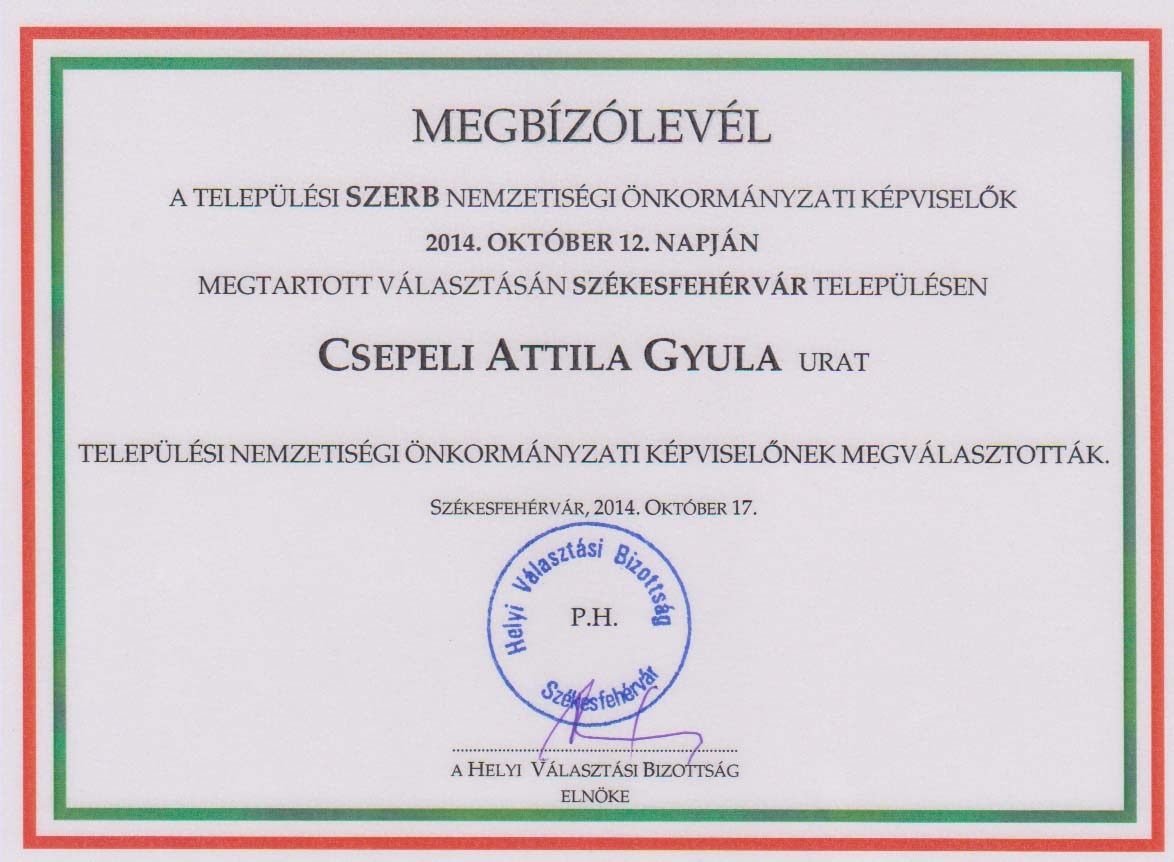 MEGBÍZÓLEVÉL
A TELEPÜLÉSI SZERB NEMZETISÉGI ÖNKORMÁNYZATI KÉPVISELŐK
2014. OKTÓBER 12. NAPJÁN
MEGTARTOTT VÁLASZTÁSÁN SZÉKESFEHÉRVÁR TELEPÜLÉSEN
CSEPELI ATTILA GYULA URAT
TELEPÜLÉSI NEMZETISÉGI ÖNKORMÁNYZATI KÉPVISELŐNEK MEGVÁLASZTOTTÁK.
SZÉKESFEHÉRVÁR, 2014. OKTÓBER 17.
Helyi Választási Bizottság
P.H.
Székesfehérvár
A HELYI VÁLASZTÁSI BIZOTTSÁG
ELNÖKE